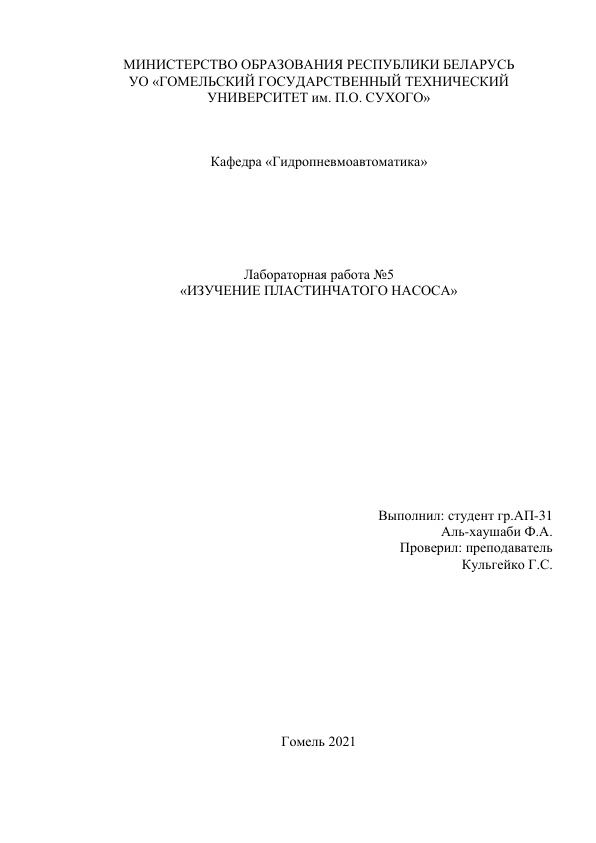 МИНИСТЕРСТВО ОБРАЗОВАНИЯ РЕСПУБЛИКИ БЕЛАРУСЬ
УО «ГОМЕЛЬСКИЙ ГОСУДАРСТВЕННЫЙ ТЕХНИЧЕСКИЙ
УНИВЕРСИТЕТ им. П.О. СУХОГО»
Кафедра «Гидропневмоавтоматика»
Лабораторная работа №5
«ИЗУЧЕНИЕ ПЛАСТИНЧАТОГО НАСОСА»
Выполнил: студент гр.АП-31
Аль-хаушаби Ф.А.
Проверил: преподаватель
Кульгейко Г.С.
Гомель 2021